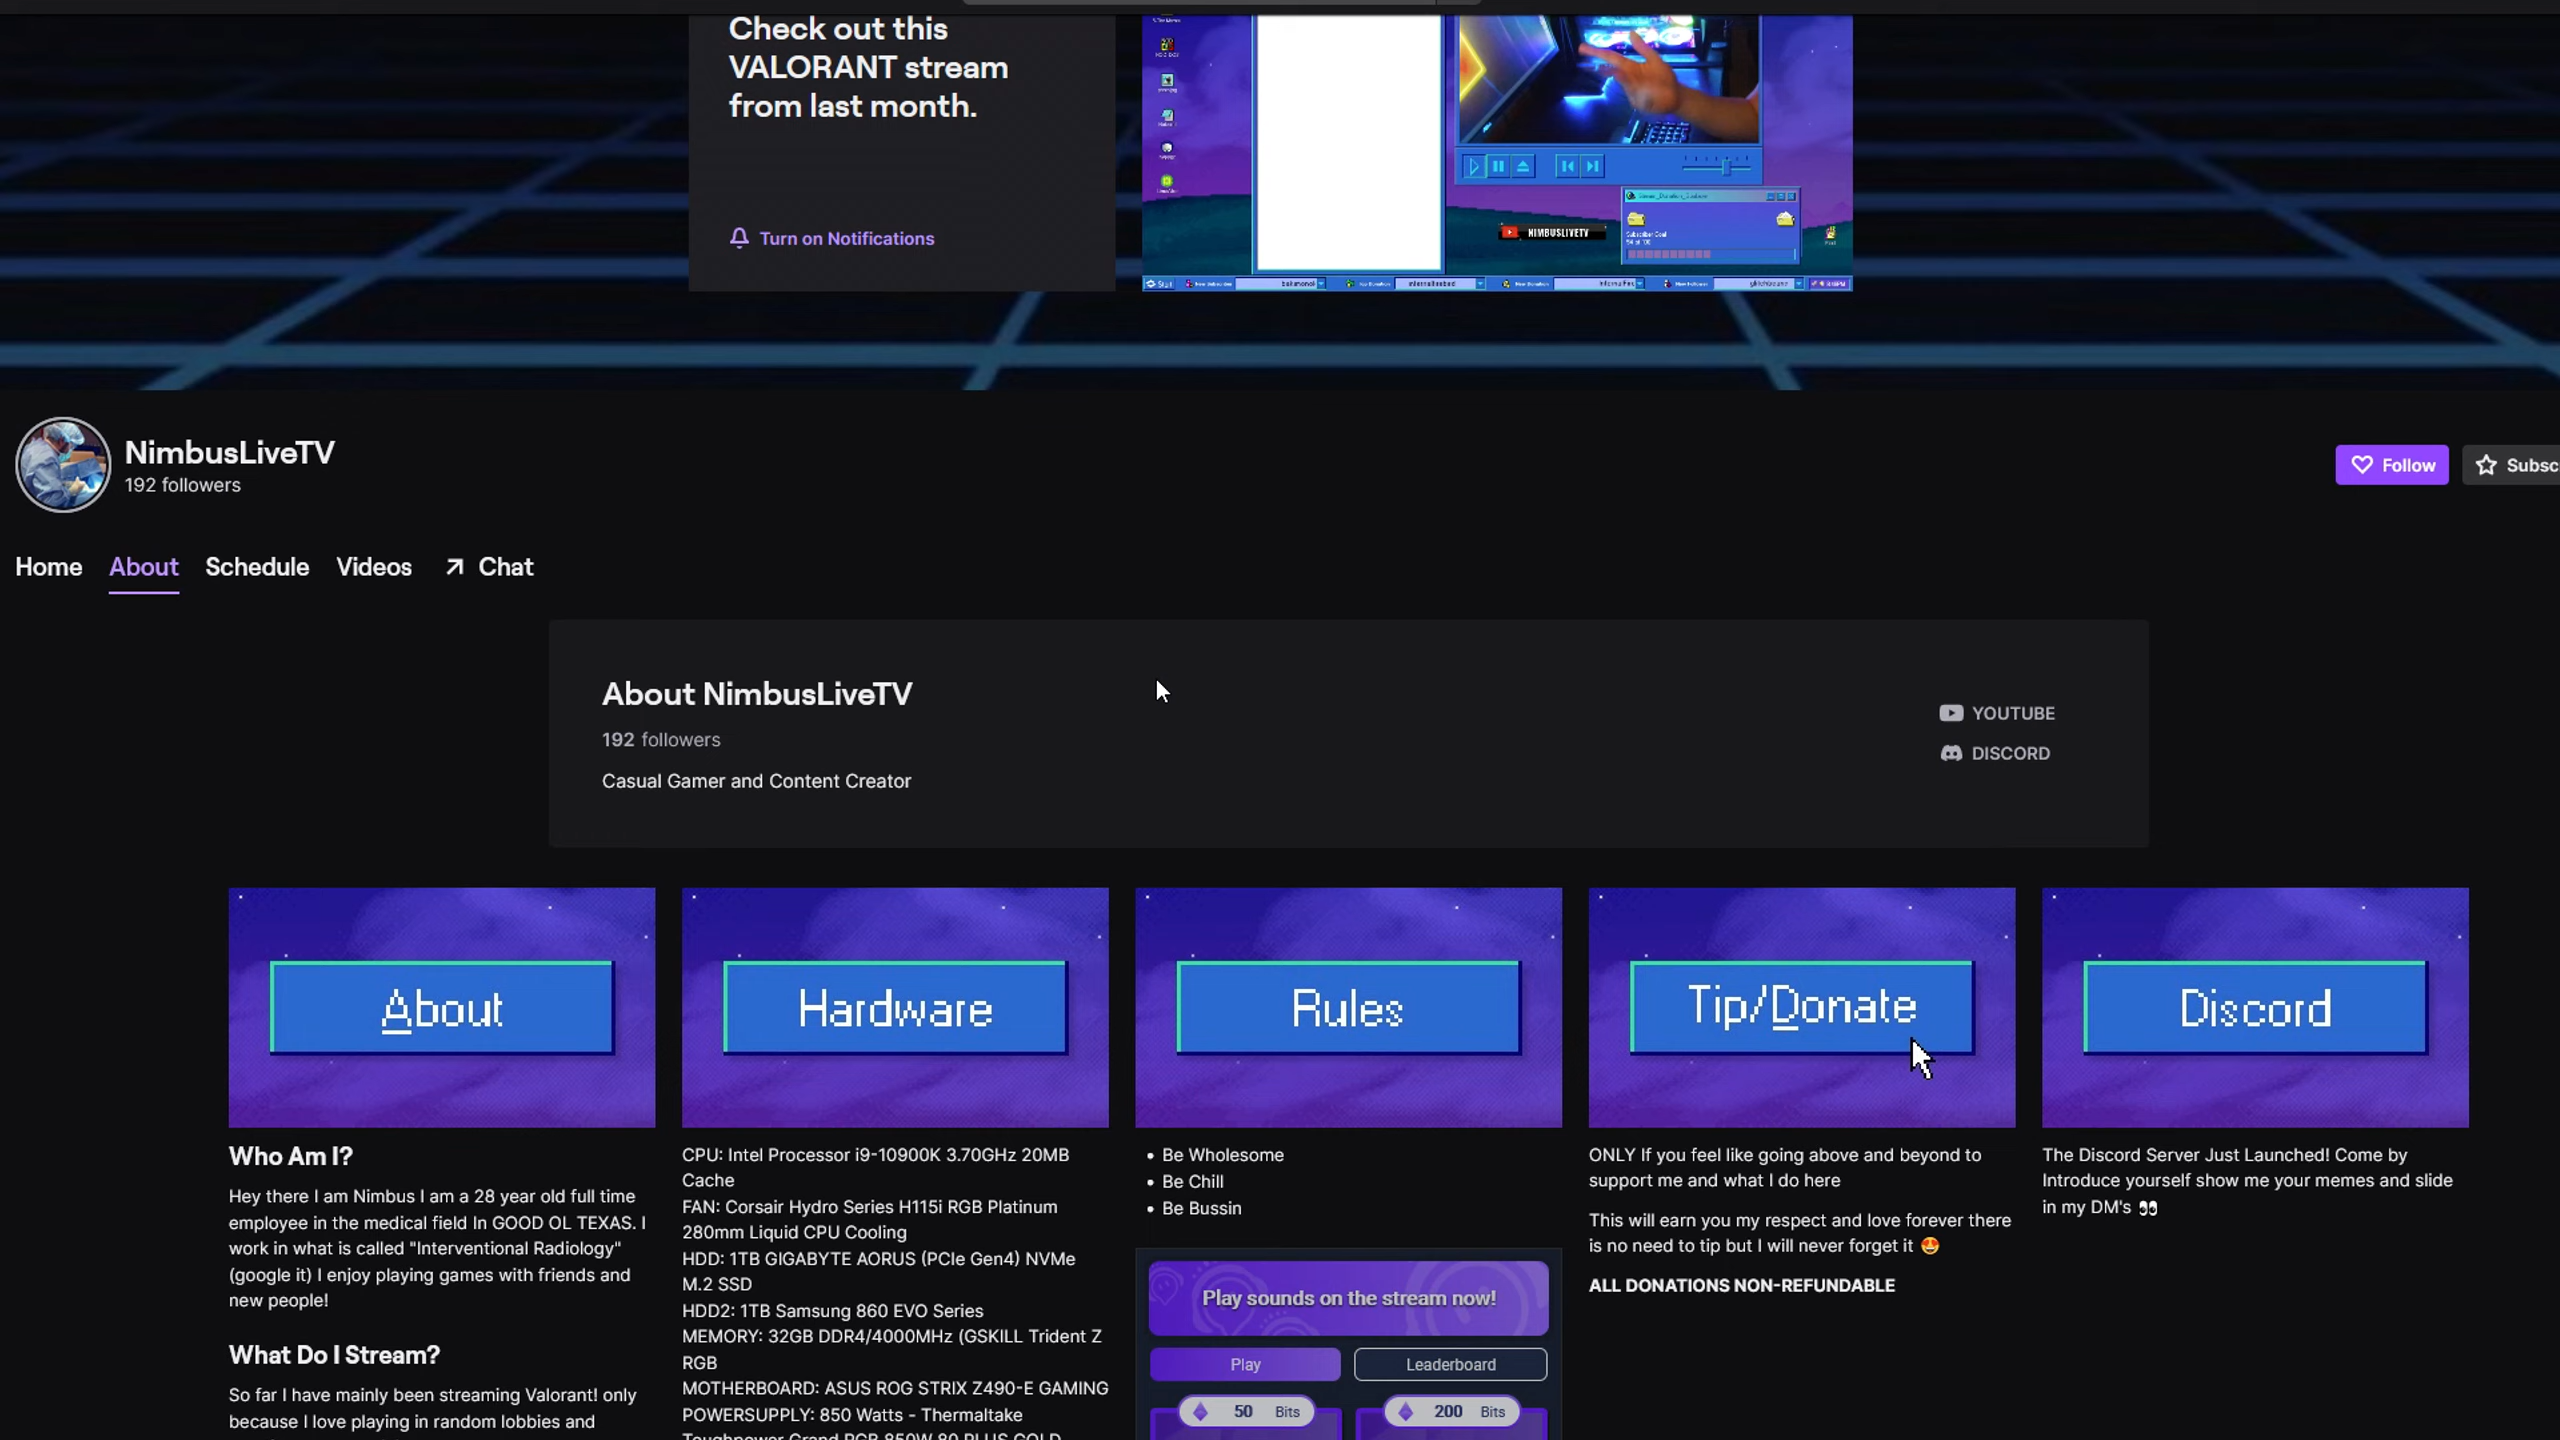 Check out this
VALORANT stream
from last month.
Turn on Notifications
NIMBUSLIVETV
Subscriber Goal
Start
NimbusLiveTV
192 followers
Follow
Subsc
Home
About
Schedule
Videos
Chat
About NimbusLiveTV
192 followers
Casual Gamer and Content Creator
YOUTUBE
DISCORD
About
Who Am I?
Hey there I am Nimbus I am a 28 year old full time
employee in the medical field In GOOD OL TEXAS. I
work in what is called "Interventional Radiology"
(google it) I enjoy playing games with friends and
new people!
What Do I Stream?
So far I have mainly been streaming Valorant! only
because I love playing in random lobbies and
Hardware
CPU: Intel Processor i9-10900K 3.70GHz 20MB
Cache
FAN: Corsair Hydro Series H115i RGB Platinum
280mm Liquid CPU Cooling
HDD: 1TB GIGABYTE AORUS (PCIe Gen4) NVMe
M.2 SSD
HDD2: 1TB Samsung 860 EVO Series
MEMORY: 32GB DDR4/4000MHz (GSKILL Trident Z
RGB
MOTHERBOARD: ASUS ROG STRIX Z490-E GAMING
POWERSUPPLY: 850 Watts - Thermaltake
Toughpower Grand RGB 850W 80 PLUS GOLD
Rules
• Be Wholesome
• Be Chill
• Be Bussin
Play sounds on the stream now!
Play
Leaderboard
50 Bits
200 Bits
Tip/Donate
ONLY If you feel like going above and beyond to
support me and what I do here
This will earn you my respect and love forever there
is no need to tip but I will never forget it 🤩
ALL DONATIONS NON-REFUNDABLE
Discord
The Discord Server Just Launched! Come by
Introduce yourself show me your memes and slide
in my DM's 👀